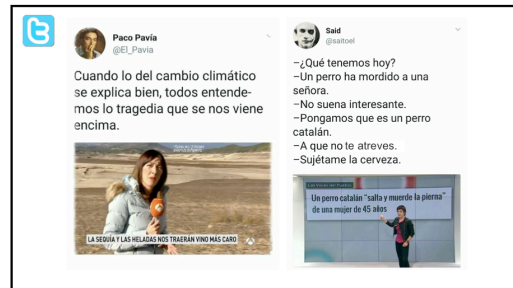 Paco Pavía
@El_Pavia
Cuando lo del cambio climático
se explica bien, todos entende-
mos lo tragedia que se nos viene
encima.
LA SEQUÍA Y LAS HELADAS NOS TRAERÁN VINO MÁS CARO
Said
@saitoel
–¿Qué tenemos hoy?
–Un perro ha mordido a una
señora.
–No suena interesante.
–Pongamos que es un perro
catalán.
–A que no te atreves.
–Sujétame la cerveza.
Un perro catalán "salta y muerde la pierna"
de una mujer de 45 años